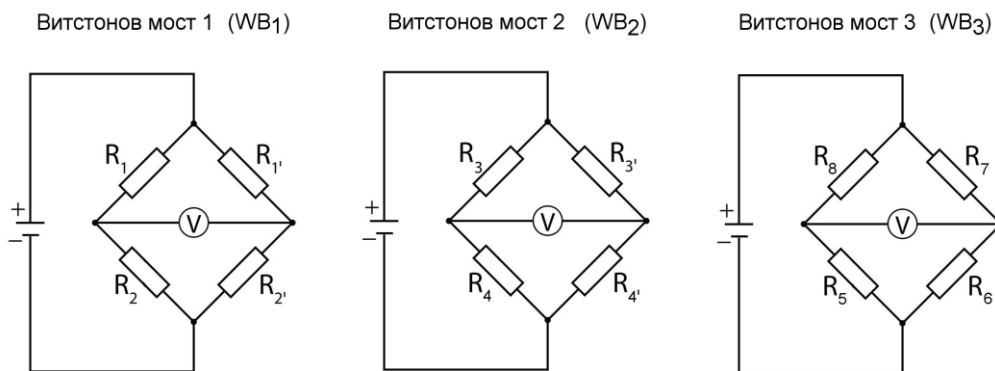 Витстонов мост 1 (WB1)
Витстонов мост 2 (WB2)
Витстонов мост 3 (WB3)
R1
R1'
+
V
−
R2
R2'
R3
R3'
+
V
−
R4
R4'
R8
R7
+
V
−
R5
R6